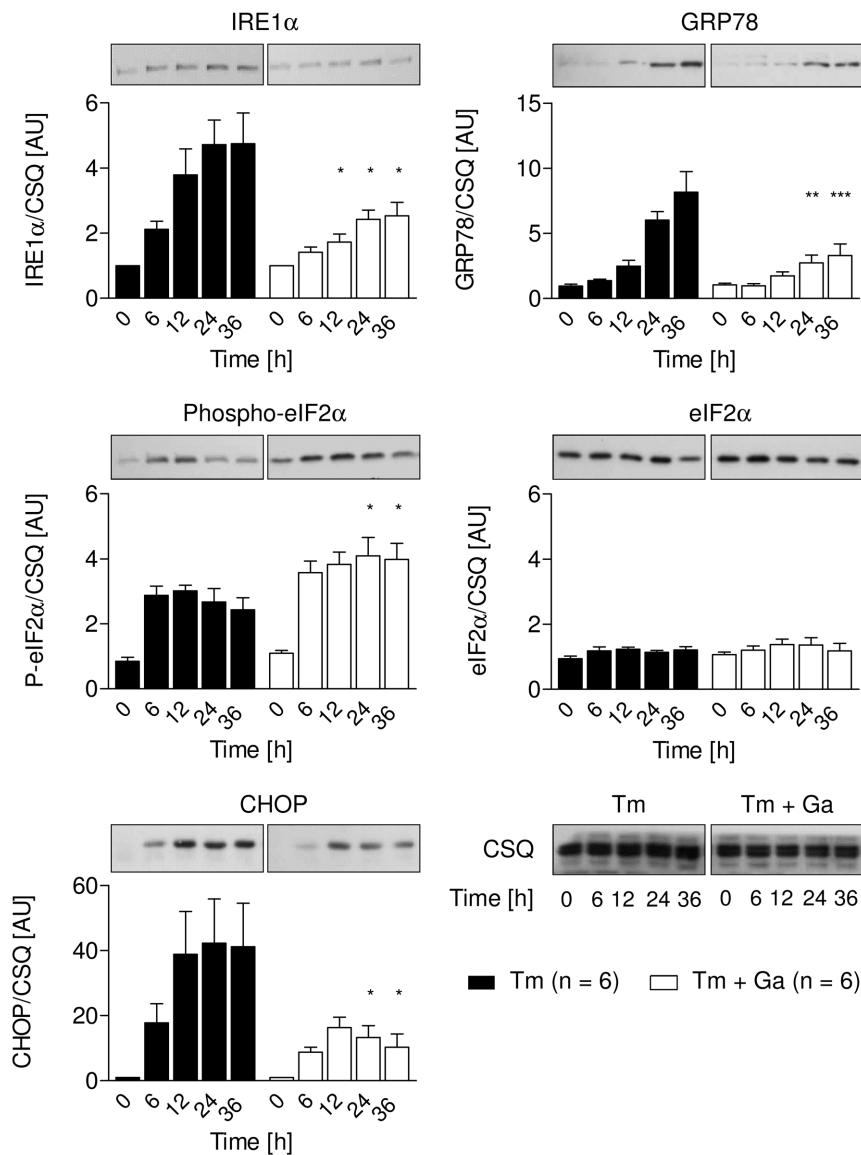 IRE1α
IRE1α/CSQ [AU]
6
4
2
0
* * *
0 6 12 24 36 0 6 12 24 36
Time [h]
GRP78
GRP78/CSQ [AU]
15
10
5
0
** ***
0 6 12 24 36 0 6 12 24 36
Time [h]
Phospho-eIF2α
P-eIF2α/CSQ [AU]
6
4
2
0
* *
0 6 12 24 36 0 6 12 24 36
Time [h]
eIF2α
eIF2α/CSQ [AU]
6
4
2
0
0 6 12 24 36 0 6 12 24 36
Time [h]
CHOP
CHOP/CSQ [AU]
60
40
20
0
* *
0 6 12 24 36 0 6 12 24 36
Time [h]
Tm Tm + Ga
CSQ
Time [h] 0 6 12 24 36 0 6 12 24 36
Tm (n = 6) Tm + Ga (n = 6)